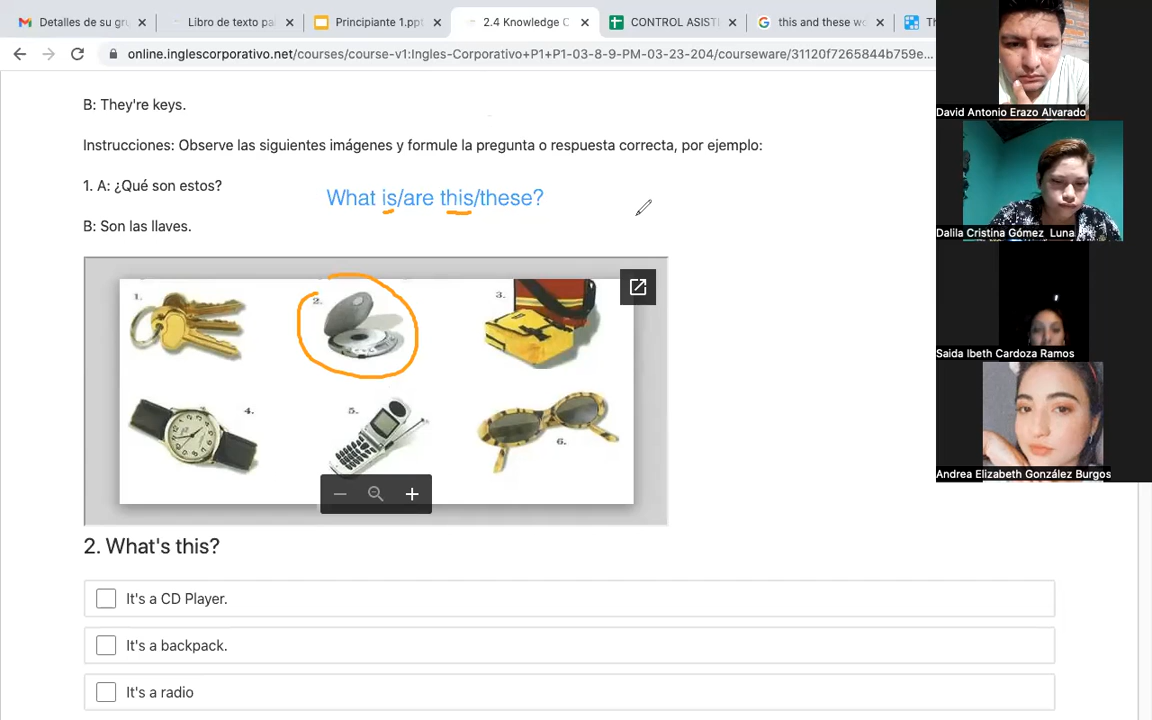 Detalles de su gru
Libro de texto pa
Principiante 1.ppt
2.4 Knowledge C
CONTROL ASIST
this and these wo
Th
online.inglescorporativo.net/courses/course-v1:Ingles-Corporativo+P1+P1-03-8-9-PM-03-23-204/courseware/31120f7265844b759e...
B: They're keys.
Instrucciones: Observe las siguientes imágenes y formule la pregunta o respuesta correcta, por ejemplo:
1. A: ¿Qué son estos?
What is/are this/these?
B: Son las llaves.
1.
2.
3.
4.
5.
6.
2. What's this?
It's a CD Player.
It's a backpack.
It's a radio
David Antonio Erazo Alvarado
Dalila Cristina Gómez Luna
Saida Ibeth Cardoza Ramos
Andrea Elizabeth González Burgos